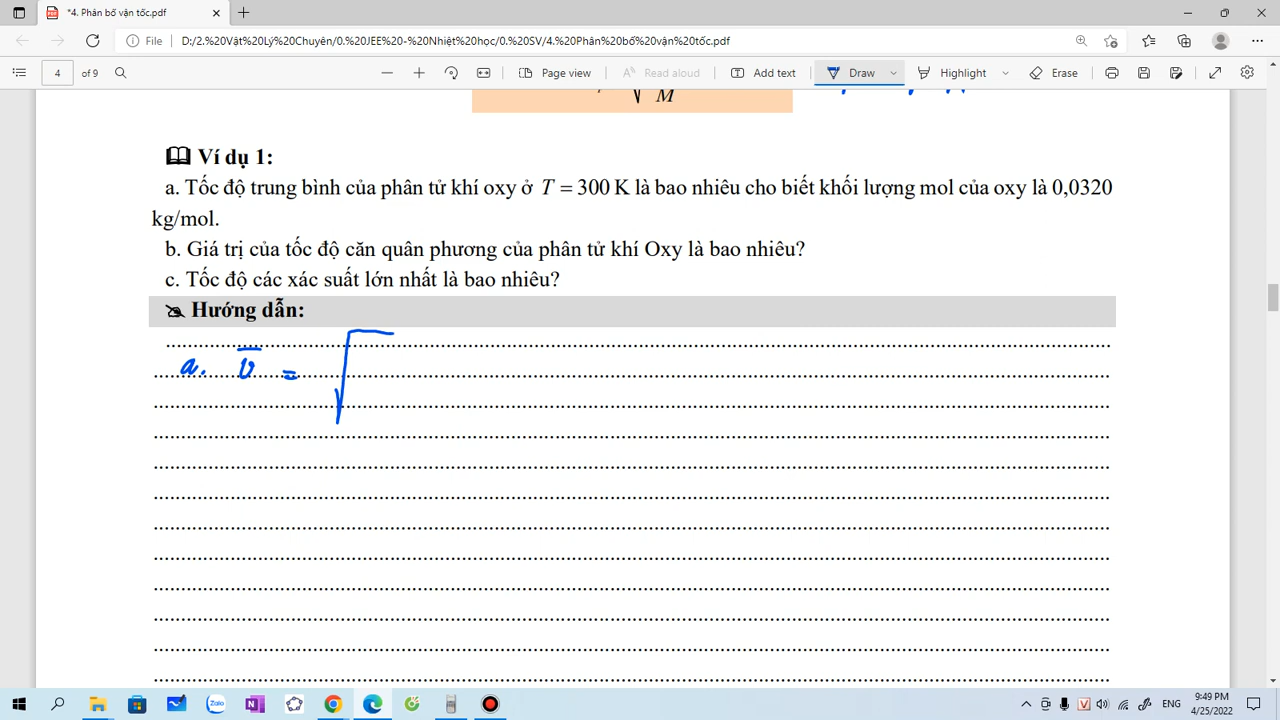 *4. Phân bố vận tốc.pdf
File D:/2.%20Vật%20Lý%20Chuyên/0.%20JEE%20-%20Nhiệt%20học/0.%20SV/4.%20Phân%20bố%20vận%20tốc.pdf
4 of 9 Page view Read aloud Add text Draw Highlight Erase
M
Ví dụ 1:
a. Tốc độ trung bình của phân tử khí oxy ở T = 300 K là bao nhiêu cho biết khối lượng mol của oxy là 0,0320
kg/mol.
b. Giá trị của tốc độ căn quân phương của phân tử khí Oxy là bao nhiêu?
c. Tốc độ các xác suất lớn nhất là bao nhiêu?
Hướng dẫn:
a. v̅ = √
Zalo N V ENG 9:49 PM
4/25/2022